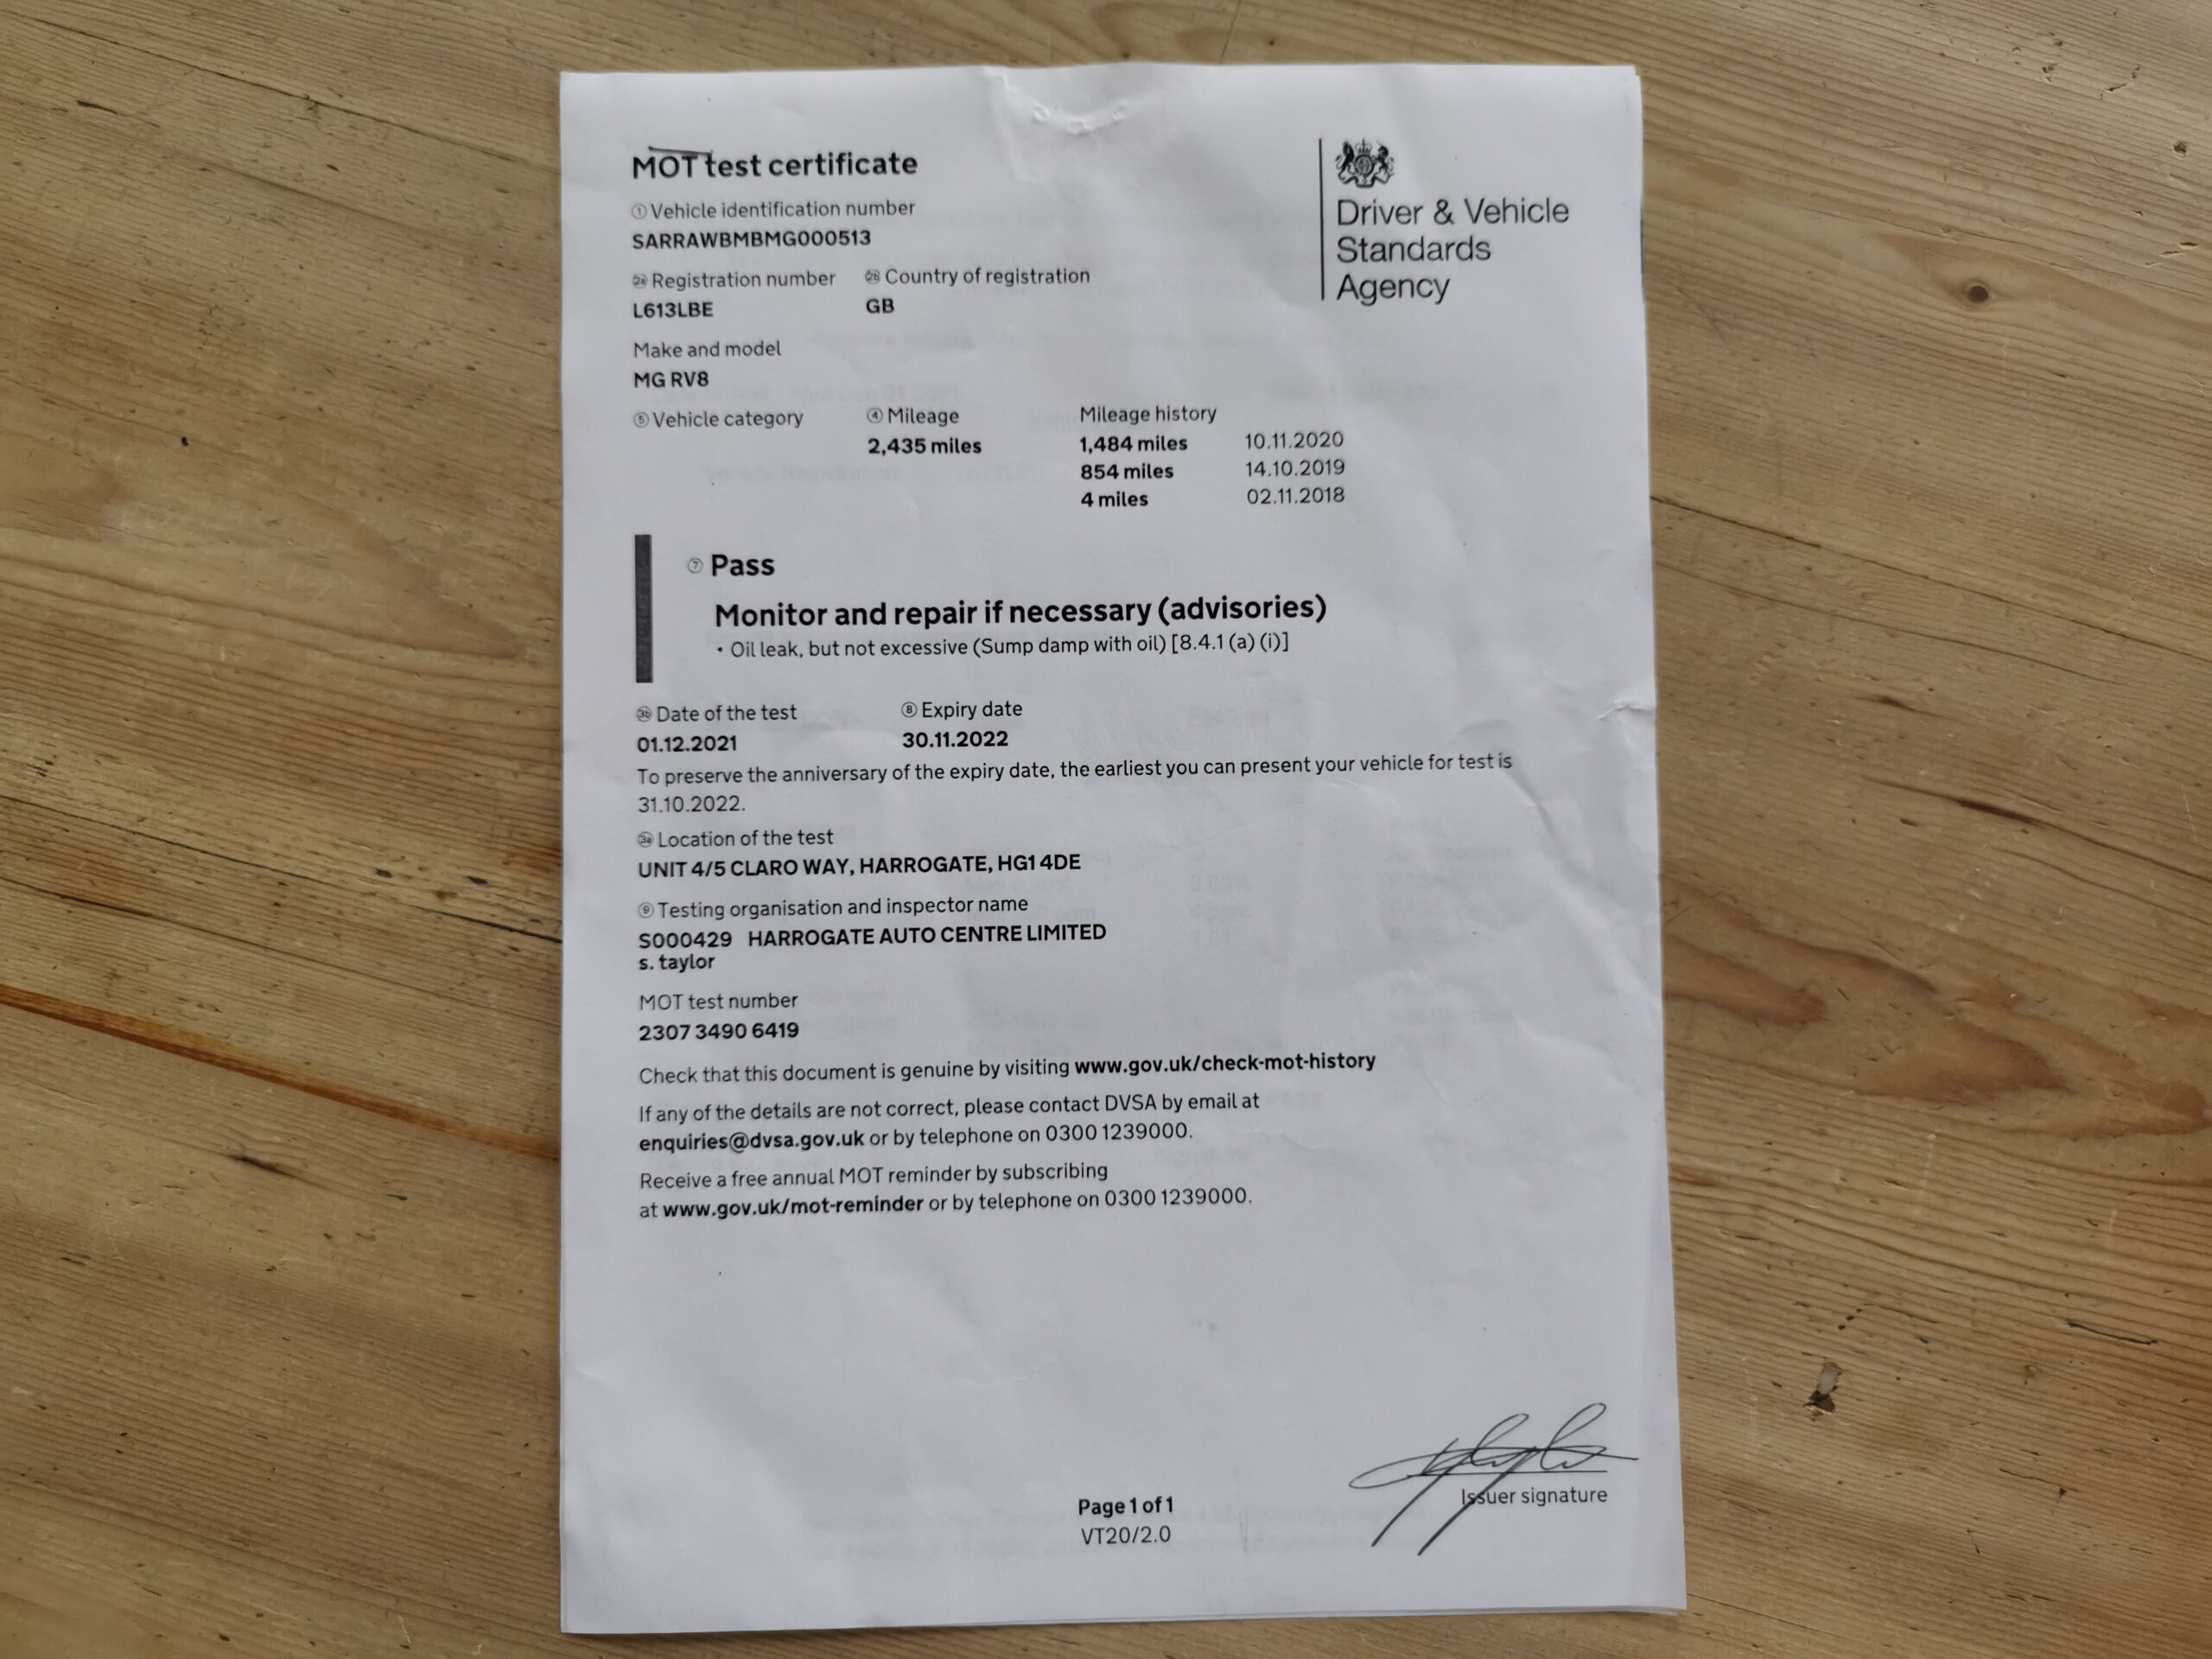 MOT test certificate
① Vehicle identification number
SARRAWBMBMG000513
2a Registration number 2b Country of registration
L613LBE GB
Make and model
MG RV8
⑤ Vehicle category ④ Mileage Mileage history
2,435 miles 1,484 miles 10.11.2020
854 miles 14.10.2019
4 miles 02.11.2018
Driver & Vehicle
Standards
Agency
⑦ Pass
Monitor and repair if necessary (advisories)
• Oil leak, but not excessive (Sump damp with oil) [8.4.1 (a) (i)]
3b Date of the test ⑧ Expiry date
01.12.2021 30.11.2022
To preserve the anniversary of the expiry date, the earliest you can present your vehicle for test is
31.10.2022.
3a Location of the test
UNIT 4/5 CLARO WAY, HARROGATE, HG1 4DE
⑨ Testing organisation and inspector name
S000429 HARROGATE AUTO CENTRE LIMITED
s. taylor
MOT test number
2307 3490 6419
Check that this document is genuine by visiting www.gov.uk/check-mot-history
If any of the details are not correct, please contact DVSA by email at
enquiries@dvsa.gov.uk or by telephone on 0300 1239000.
Receive a free annual MOT reminder by subscribing
at www.gov.uk/mot-reminder or by telephone on 0300 1239000.
Issuer signature
Page 1 of 1
VT20/2.0